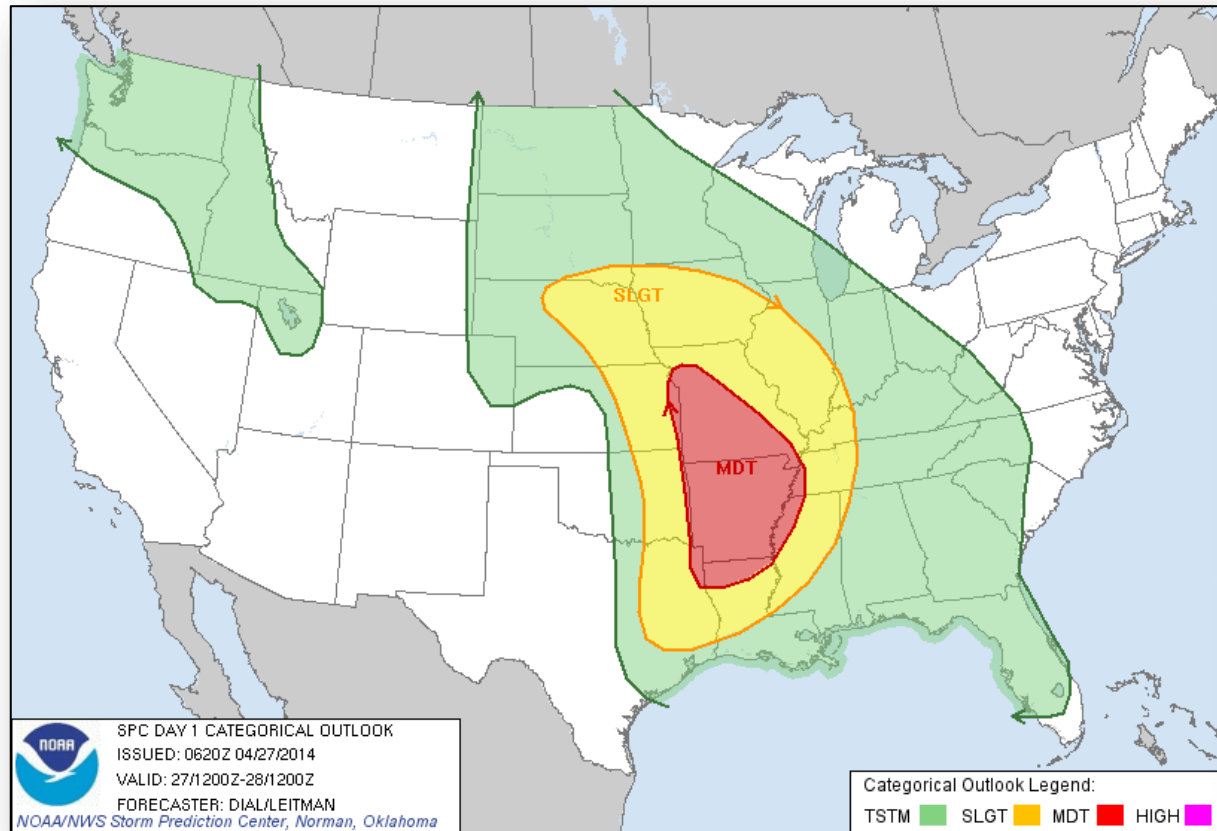 SLGT
MDT
NOAA
SPC DAY 1 CATEGORICAL OUTLOOK
ISSUED: 0620Z 04/27/2014
VALID: 27/1200Z-28/1200Z
FORECASTER: DIAL/LEITMAN
NOAA/NWS Storm Prediction Center, Norman, Oklahoma
Categorical Outlook Legend:
TSTM SLGT MDT HIGH